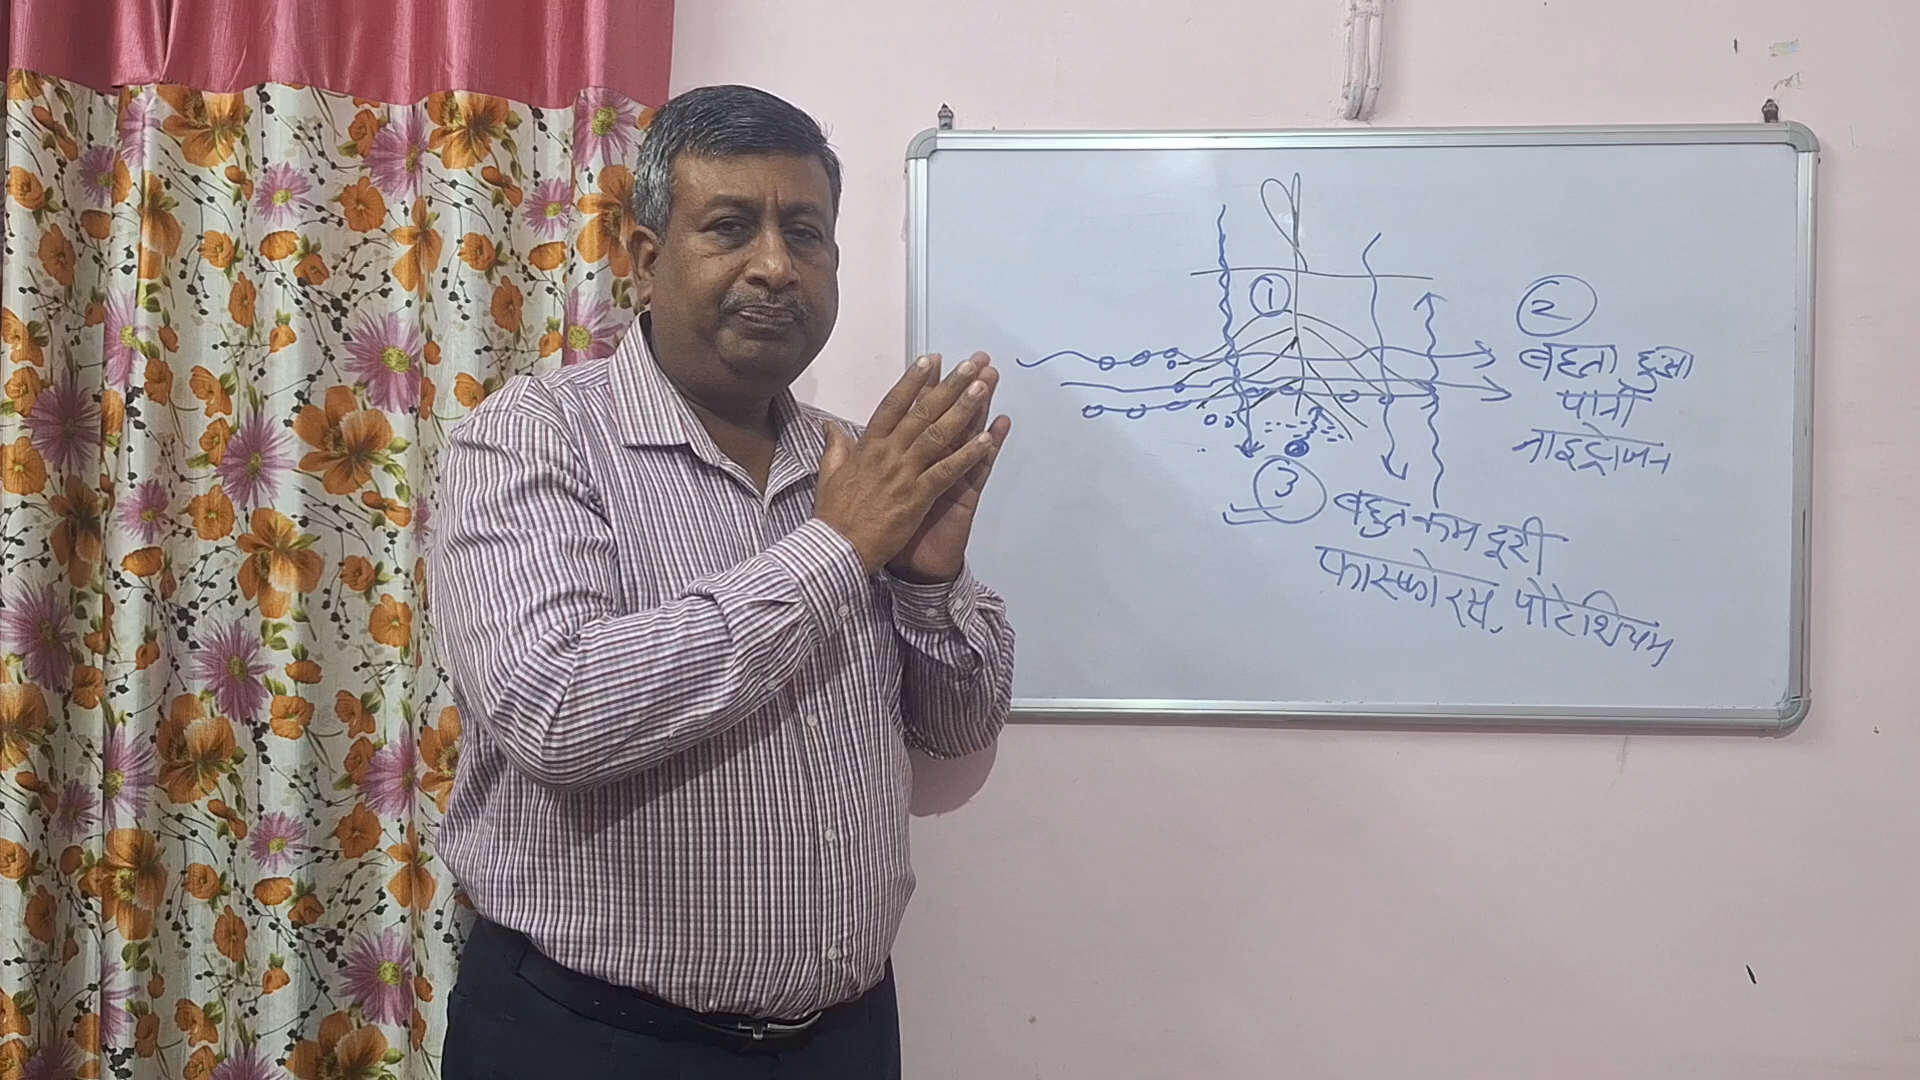 ①
②
बहता हुआ
पानी
नाइट्रोजन
③ बहुत कम दूरी
फास्फोरस, पोटेशियम